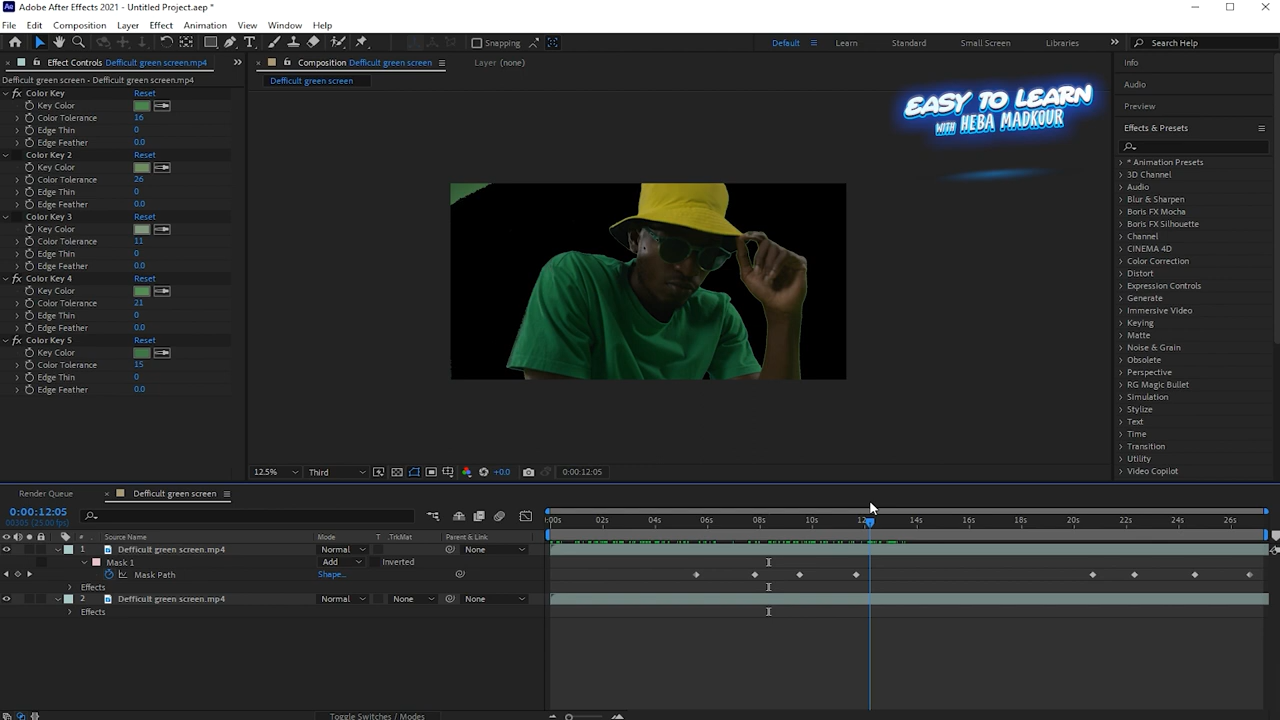 Adobe After Effects 2021 - Untitled Project.aep *
File Edit Composition Layer Effect Animation View Window Help
Snapping
Default Learn Standard Small Screen Libraries Search Help
Effect Controls Defficult green screen.mp4
Defficult green screen • Defficult green screen.mp4
Color Key Reset
Key Color
Color Tolerance 16
Edge Thin 0
Edge Feather 0.0
Color Key 2 Reset
Key Color
Color Tolerance 26
Edge Thin 0
Edge Feather 0.0
Color Key 3 Reset
Key Color
Color Tolerance 11
Edge Thin 0
Edge Feather 0.0
Color Key 4 Reset
Key Color
Color Tolerance 21
Edge Thin 0
Edge Feather 0.0
Color Key 5 Reset
Key Color
Color Tolerance 15
Edge Thin 0
Edge Feather 0.0
Composition Defficult green screen
Layer (none)
Defficult green screen
EASY TO LEARN
WITH HEBA MADKOUR
12.5% Third +0.0 0:00:12:05
Info
Audio
Preview
Effects & Presets
* Animation Presets
3D Channel
Audio
Blur & Sharpen
Boris FX Mocha
Boris FX Silhouette
Channel
CINEMA 4D
Color Correction
Distort
Expression Controls
Generate
Immersive Video
Keying
Matte
Noise & Grain
Obsolete
Perspective
RG Magic Bullet
Simulation
Stylize
Text
Time
Transition
Utility
Video Copilot
Render Queue Defficult green screen
0:00:12:05
00305 (25.00 fps)
:00s 02s 04s 06s 08s 10s 12s 14s 16s 18s 20s 22s 24s 26s
# Source Name Mode T TrkMat Parent & Link
1 Defficult green screen.mp4 Normal None
Mask 1 Add Inverted
Mask Path Shape...
Effects
2 Defficult green screen.mp4 Normal None None
Effects
Toggle Switches / Modes